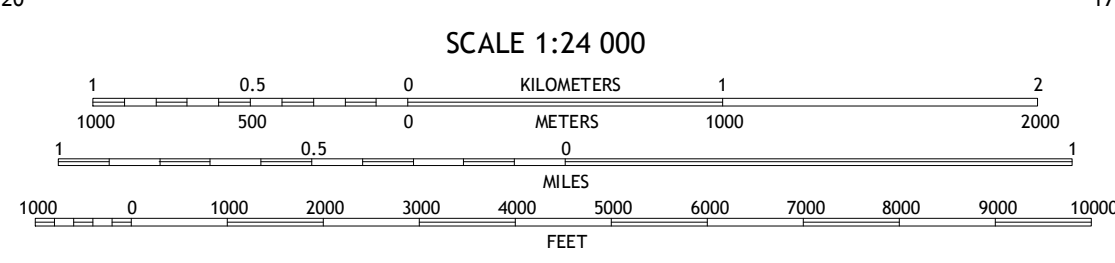 20 17
SCALE 1:24 000
1 0.5 0 KILOMETERS 1 2
1000 500 0 METERS 1000 2000
1 0.5 0 1
MILES
1000 0 1000 2000 3000 4000 5000 6000 7000 8000 9000 10000
FEET